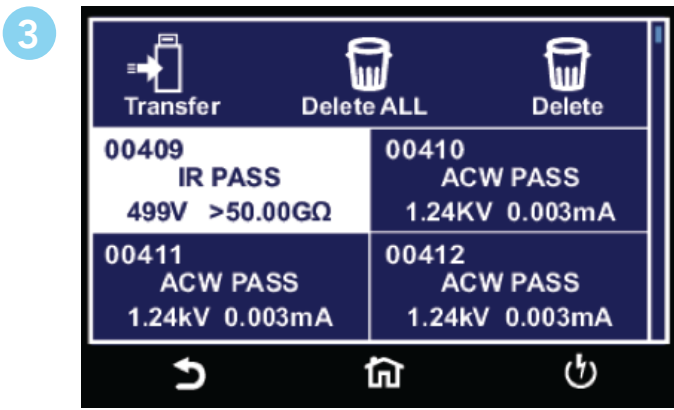 3
Transfer Delete ALL Delete
00409 00410
IR PASS ACW PASS
499V >50.00GΩ 1.24KV 0.003mA
00411 00412
ACW PASS ACW PASS
1.24kV 0.003mA 1.24kV 0.003mA